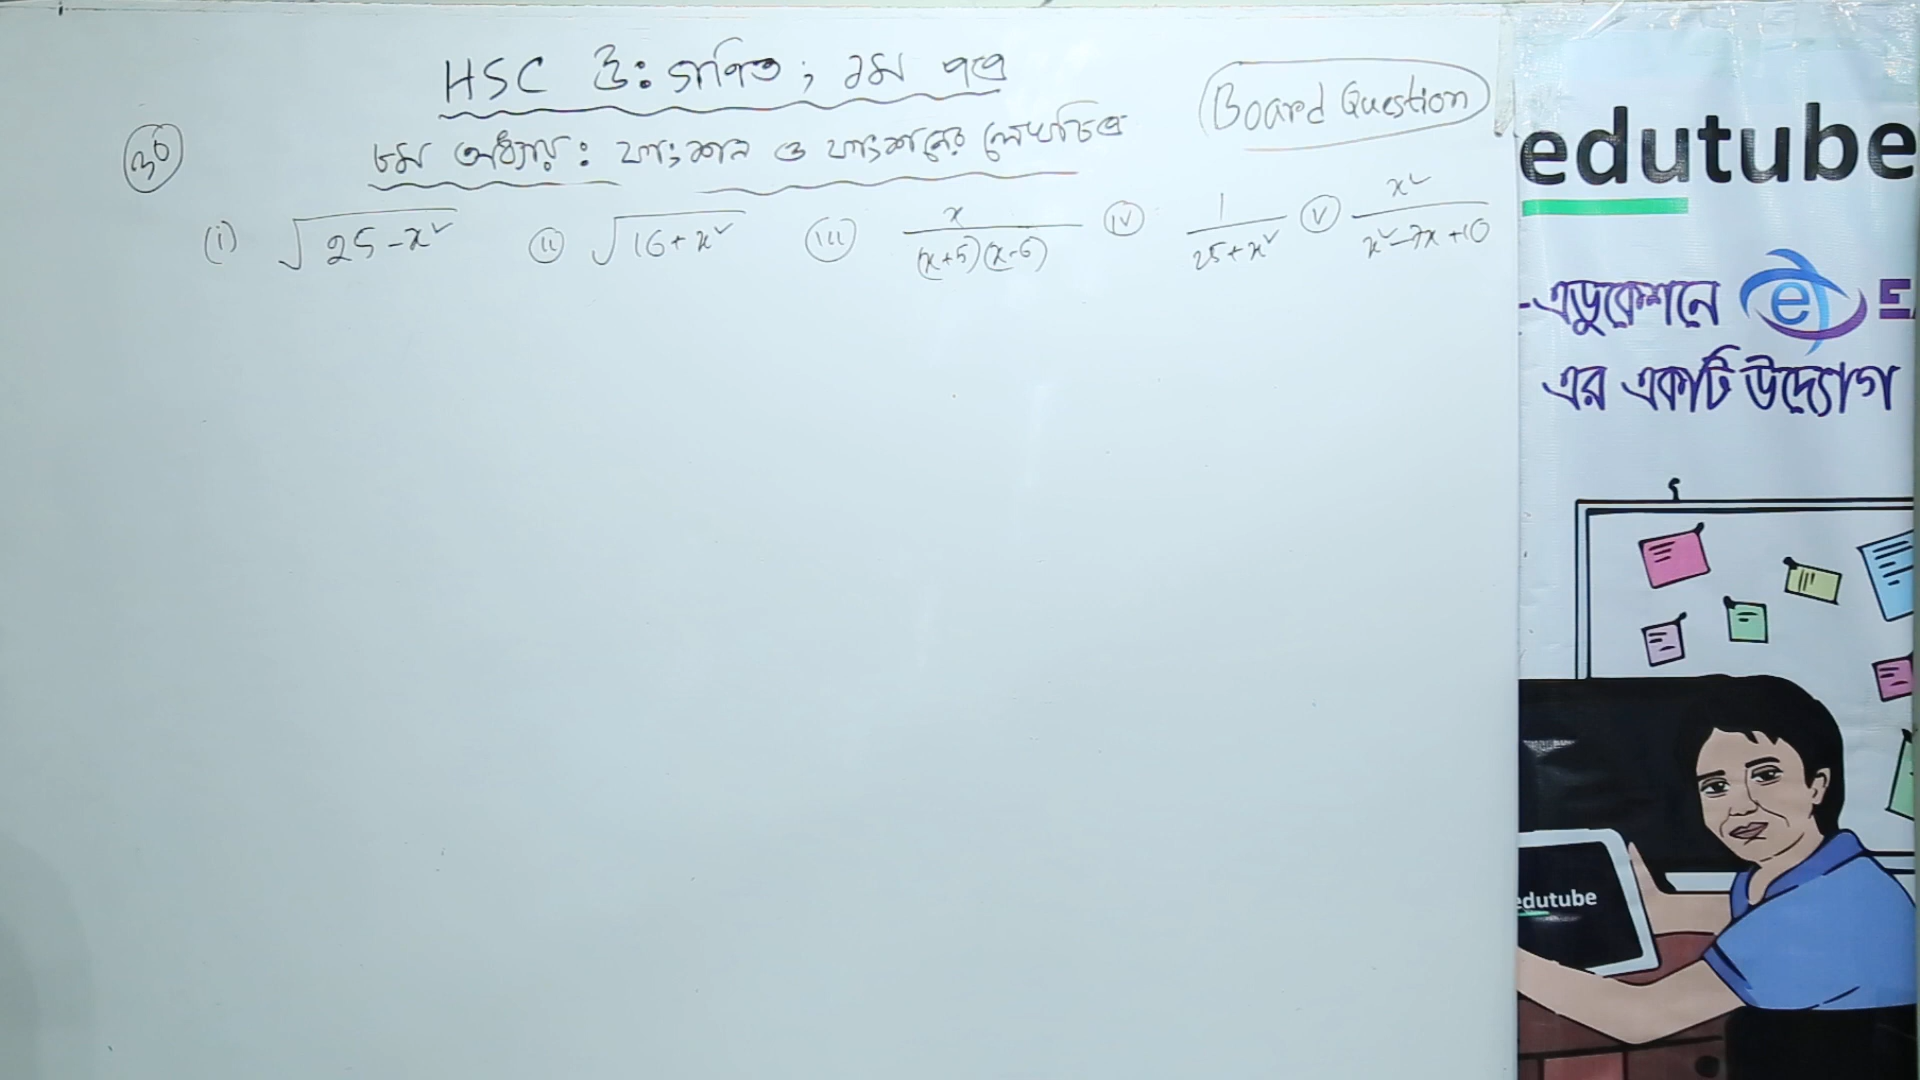 HSC উ: গণিত ; ১ম পত্র
Board Question
৩৬
৮ম অধ্যায় : ফাংশন ও ফাংশনের লেখচিত্র
(i) √(25-x²) (ii) √(16+x²) (iii) x/((x+5)(x-6)) (iv) 1/(25+x²) (v) x²/(x²-7x+10)
edutube
-এডুকেশনে e E
এর একটি উদ্যোগ
edutube